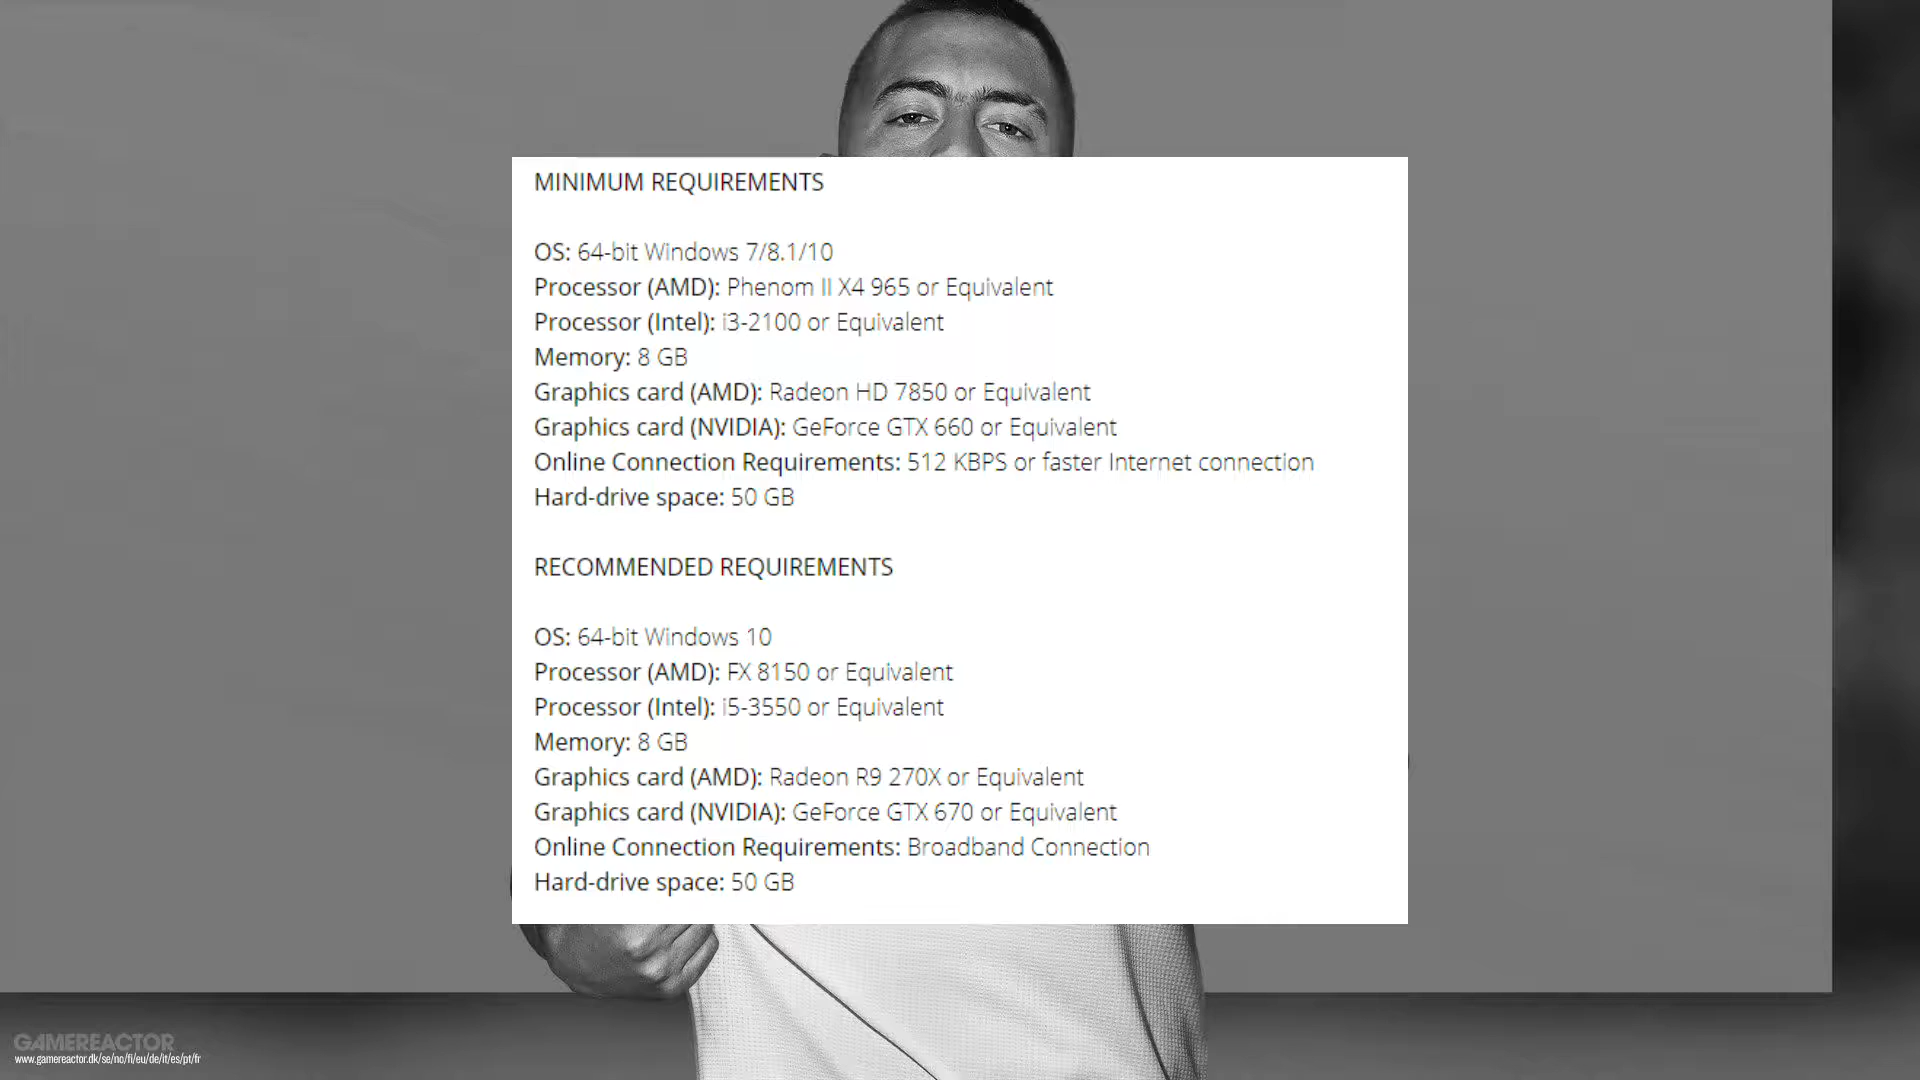 MINIMUM REQUIREMENTS
OS: 64-bit Windows 7/8.1/10
Processor (AMD): Phenom II X4 965 or Equivalent
Processor (Intel): i3-2100 or Equivalent
Memory: 8 GB
Graphics card (AMD): Radeon HD 7850 or Equivalent
Graphics card (NVIDIA): GeForce GTX 660 or Equivalent
Online Connection Requirements: 512 KBPS or faster Internet connection
Hard-drive space: 50 GB
RECOMMENDED REQUIREMENTS
OS: 64-bit Windows 10
Processor (AMD): FX 8150 or Equivalent
Processor (Intel): i5-3550 or Equivalent
Memory: 8 GB
Graphics card (AMD): Radeon R9 270X or Equivalent
Graphics card (NVIDIA): GeForce GTX 670 or Equivalent
Online Connection Requirements: Broadband Connection
Hard-drive space: 50 GB
GAMEREACTOR
www.gamereactor.dk/se/no/fi/eu/de/it/es/pt/fr